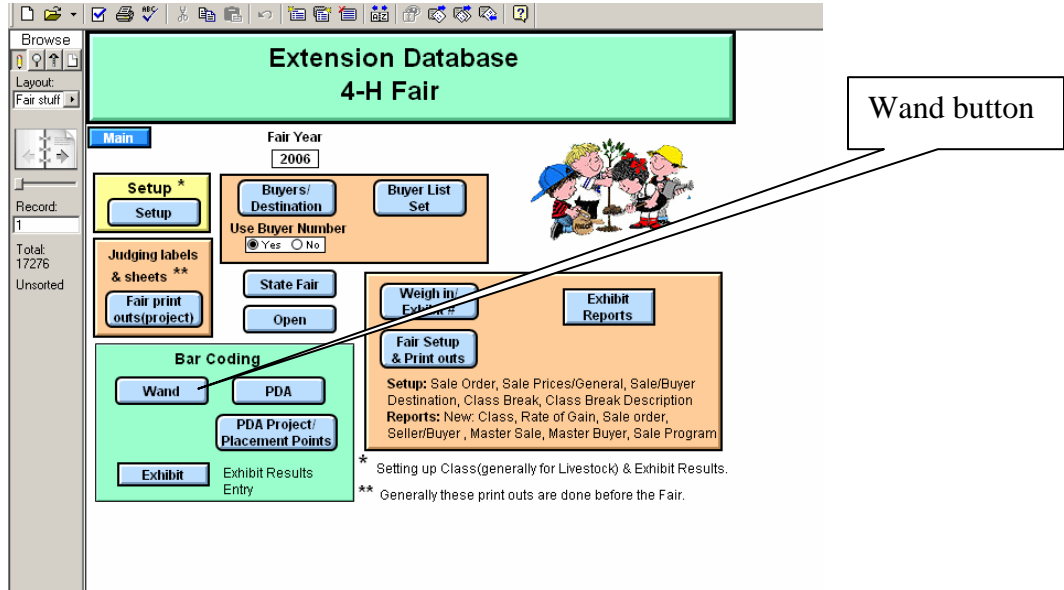 Browse
Layout:
Fair stuff
Record:
1
Total:
17276
Unsorted
Extension Database
4-H Fair
Main
Fair Year
2006
Setup *
Setup
Buyers/
Destination
Buyer List
Set
Use Buyer Number
Yes No
Judging labels
& sheets **
Fair print
outs(project)
State Fair
Open
Weigh in/
Exhibit #
Exhibit
Reports
Fair Setup
& Print outs
Setup: Sale Order, Sale Prices/General, Sale/Buyer
Destination, Class Break, Class Break Description
Reports: New: Class, Rate of Gain, Sale order,
Seller/Buyer , Master Sale, Master Buyer, Sale Program
Bar Coding
Wand
PDA
PDA Project/
Placement Points
Exhibit
Exhibit Results
Entry
* Setting up Class(generally for Livestock) & Exhibit Results.
** Generally these print outs are done before the Fair.
Wand button